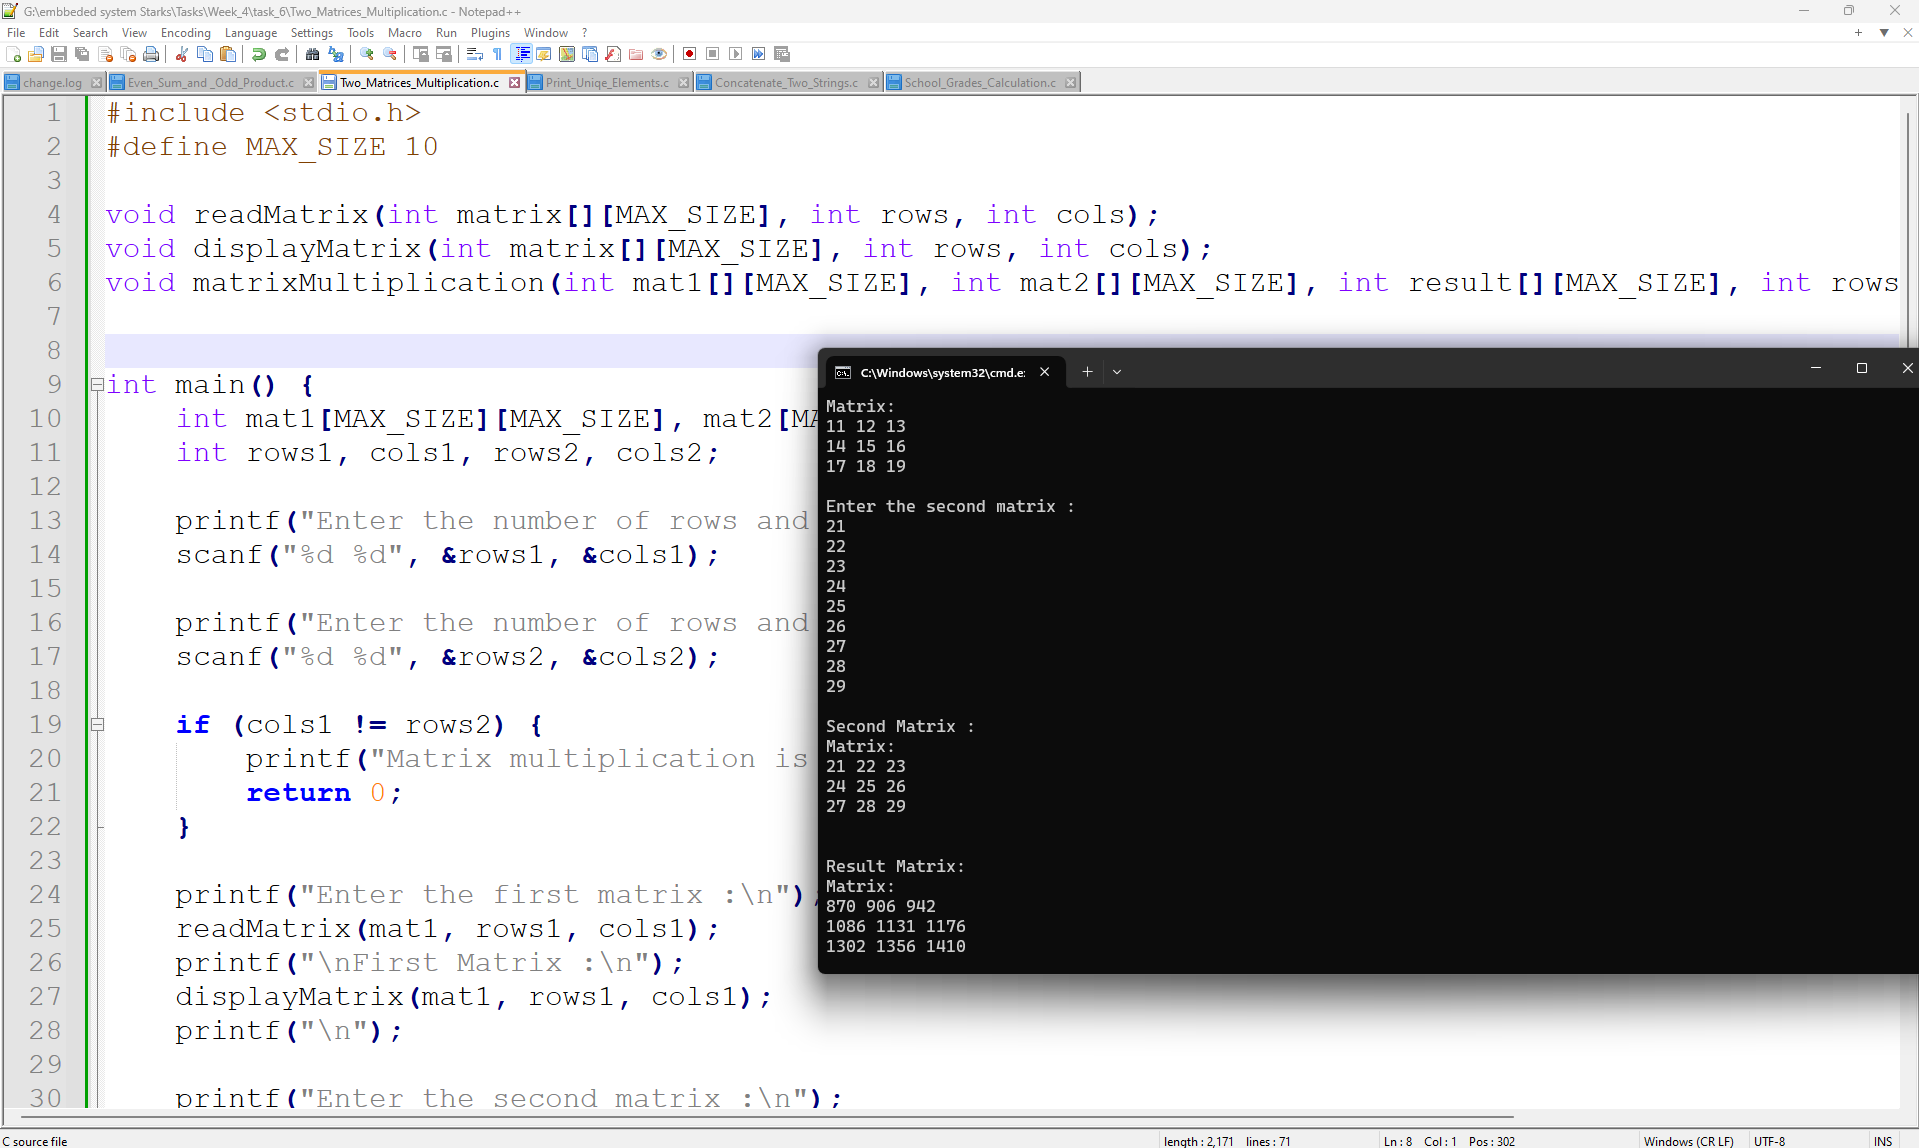 G:\embbeded system Starks\Tasks\Week_4\task_6\Two_Matrices_Multiplication.c - Notepad++
File Edit Search View Encoding Language Settings Tools Macro Run Plugins Window ?
change.log Even_Sum_and _Odd_Product.c Two_Matrices_Multiplication.c Print_Uniqe_Elements.c Concatenate_Two_Strings.c School_Grades_Calculation.c
1 #include <stdio.h>
2 #define MAX_SIZE 10
3
4 void readMatrix(int matrix[][MAX_SIZE], int rows, int cols);
5 void displayMatrix(int matrix[][MAX_SIZE], int rows, int cols);
6 void matrixMultiplication(int mat1[][MAX_SIZE], int mat2[][MAX_SIZE], int result[][MAX_SIZE], int rows
7
8
9 int main() {
10 int mat1[MAX_SIZE][MAX_SIZE], mat2[MA
11 int rows1, cols1, rows2, cols2;
12
13 printf("Enter the number of rows and
14 scanf("%d %d", &rows1, &cols1);
15
16 printf("Enter the number of rows and
17 scanf("%d %d", &rows2, &cols2);
18
19 if (cols1 != rows2) {
20 printf("Matrix multiplication is
21 return 0;
22 }
23
24 printf("Enter the first matrix :\n");
25 readMatrix(mat1, rows1, cols1);
26 printf("\nFirst Matrix :\n");
27 displayMatrix(mat1, rows1, cols1);
28 printf("\n");
29
30 printf("Enter the second matrix :\n");
C:\Windows\system32\cmd.e
Matrix:
11 12 13
14 15 16
17 18 19
Enter the second matrix :
21
22
23
24
25
26
27
28
29
Second Matrix :
Matrix:
21 22 23
24 25 26
27 28 29
Result Matrix:
Matrix:
870 906 942
1086 1131 1176
1302 1356 1410
C source file length : 2,171 lines : 71 Ln : 8 Col : 1 Pos : 302 Windows (CR LF) UTF-8 INS